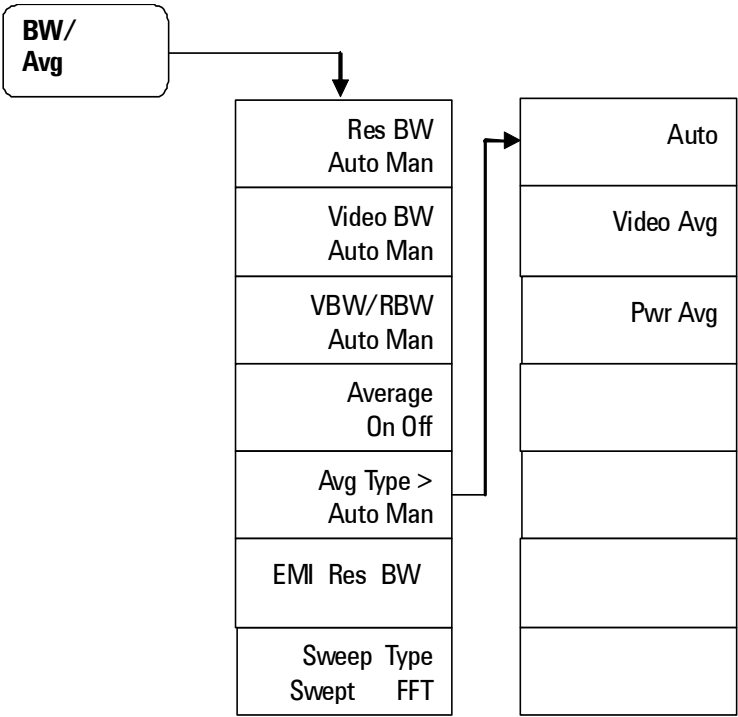 BW/
Avg
Res BW
Auto Man
Video BW
Auto Man
VBW/RBW
Auto Man
Average
On Off
Avg Type >
Auto Man
EMI Res BW
Sweep Type
Swept FFT
Auto
Video Avg
Pwr Avg